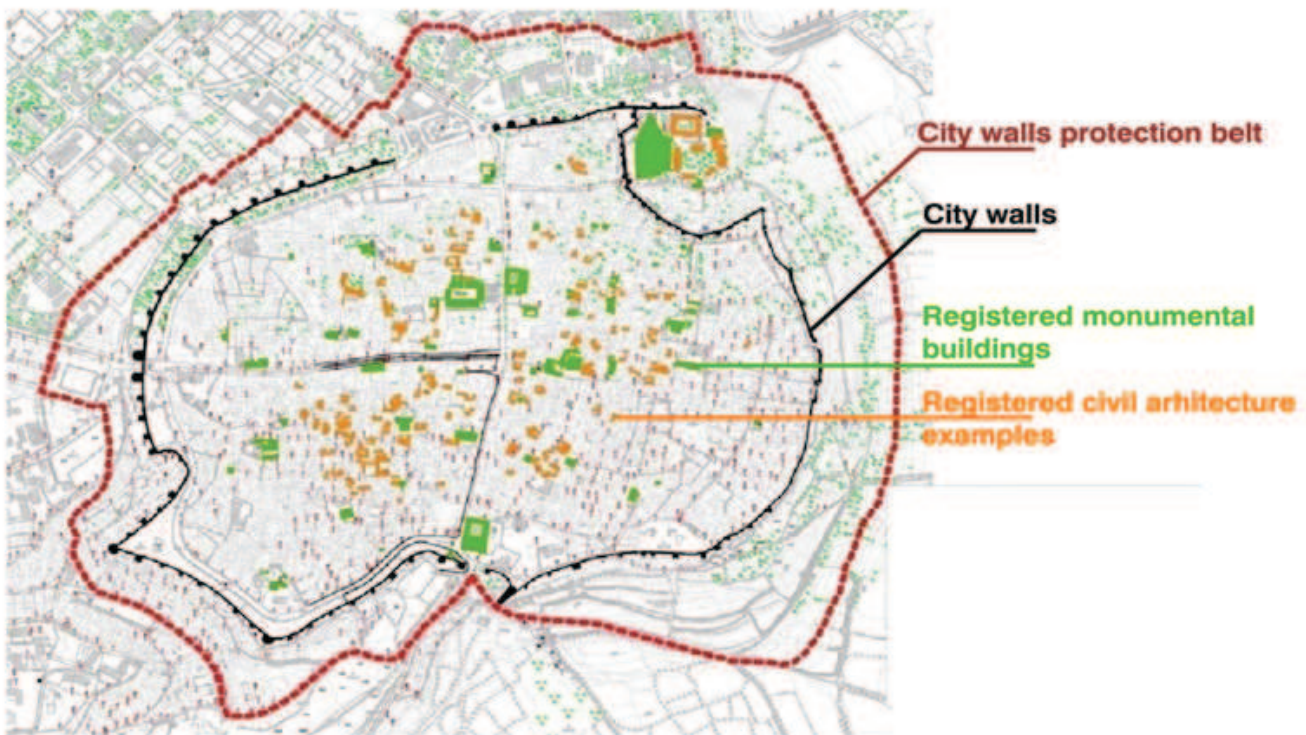 City walls protection belt
City walls
Registered monumental
buildings
Registered civil arhitecture
examples